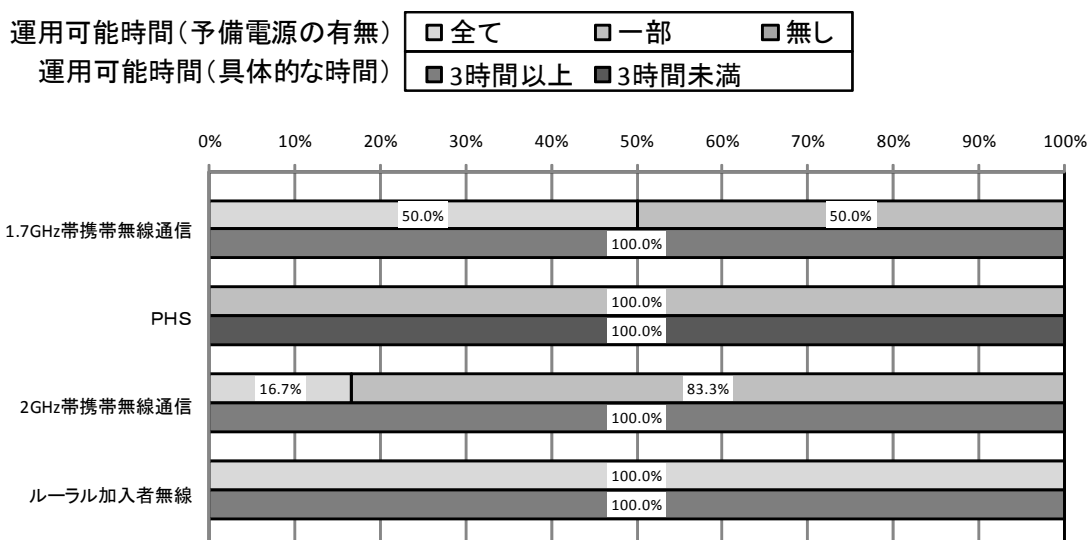 運用可能時間(予備電源の有無) 全て 一部 無し
運用可能時間(具体的な時間) 3時間以上 3時間未満
0% 10% 20% 30% 40% 50% 60% 70% 80% 90% 100%
50.0% 50.0%
1.7GHz帯携帯無線通信
100.0%
100.0%
PHS
100.0%
16.7% 83.3%
2GHz帯携帯無線通信
100.0%
100.0%
ルーラル加入者無線
100.0%